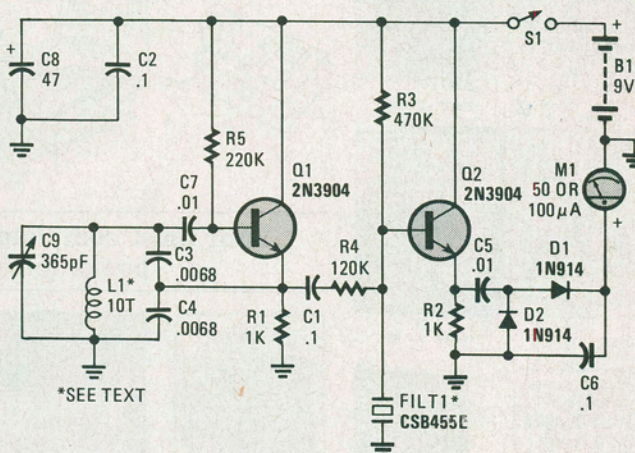 C8
47
+
C2
.1
R5
220K
C7
.01
Q1
2N3904
R3
470K
Q2
2N3904
S1
+
B1
9V
M1
50 OR
100µA
+
C9
365pF
L1*
10T
C3
.0068
C4
.0068
R1
1K
C1
.1
R4
120K
C5
.01
D1
1N914
R2
1K
D2
1N914
C6
.1
*SEE TEXT
FILT1*
CSB455E